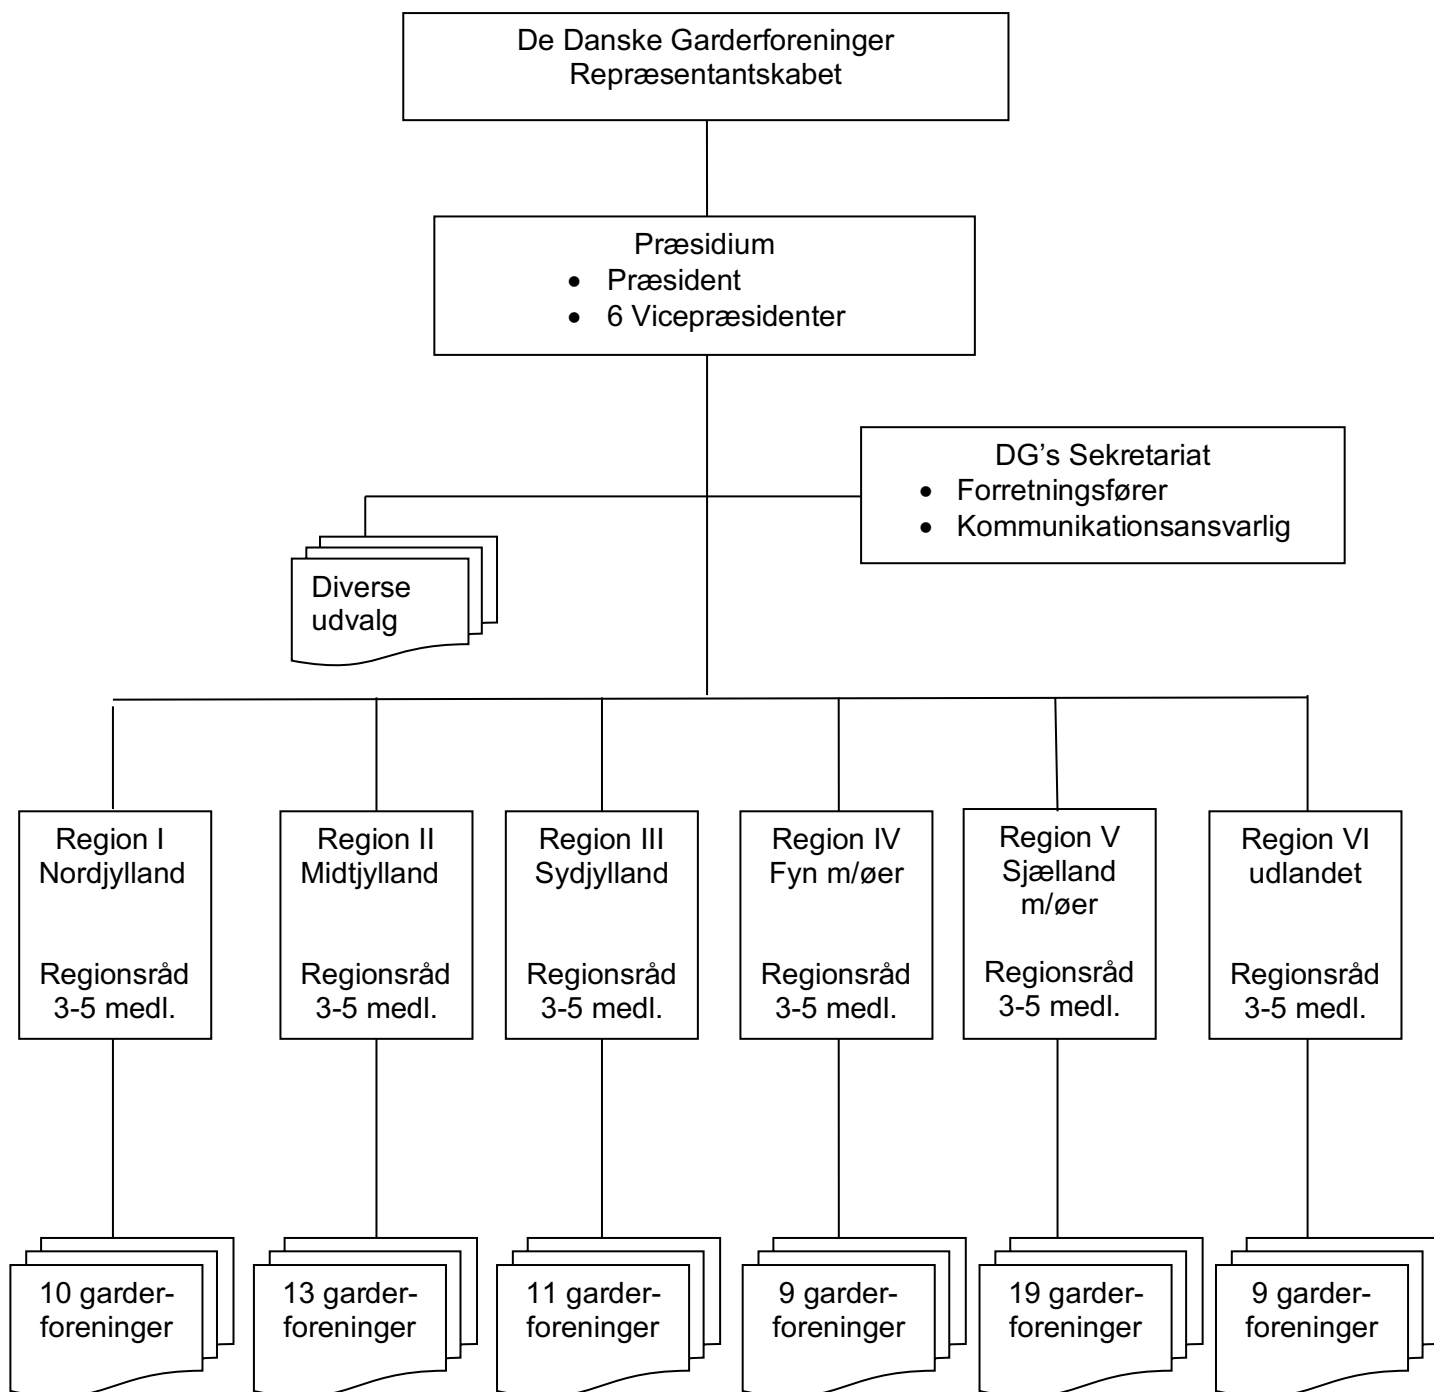 De Danske Garderforeninger
Repræsentantskabet
Præsidium
• Præsident
• 6 Vicepræsidenter
DG’s Sekretariat
• Forretningsfører
• Kommunikationsansvarlig
Diverse
udvalg
Region I
Nordjylland
Regionsråd
3-5 medl.
Region II
Midtjylland
Regionsråd
3-5 medl.
Region III
Sydjylland
Regionsråd
3-5 medl.
Region IV
Fyn m/øer
Regionsråd
3-5 medl.
Region V
Sjælland
m/øer
Regionsråd
3-5 medl.
Region VI
udlandet
Regionsråd
3-5 medl.
10 garder-
foreninger
13 garder-
foreninger
11 garder-
foreninger
9 garder-
foreninger
19 garder-
foreninger
9 garder-
foreninger